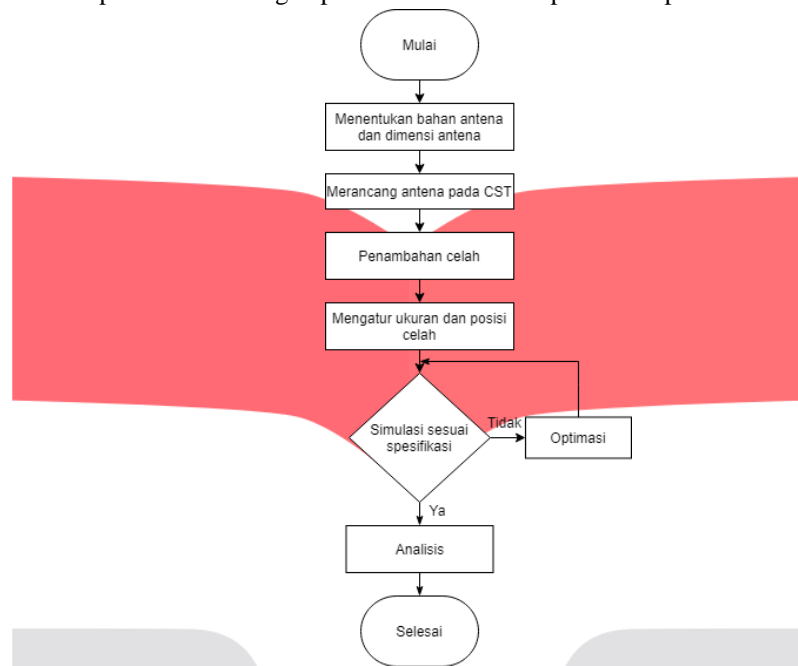 Mulai
Menentukan bahan antena
dan dimensi antena
Merancang antena pada CST
Penambahan celah
Mengatur ukuran dan posisi
celah
Simulasi sesuai
spesifikasi
Tidak
Optimasi
Ya
Analisis
Selesai